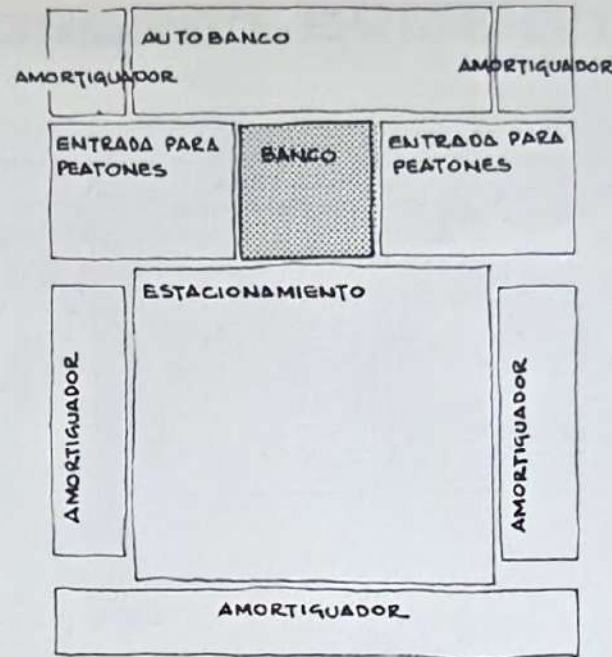 AUTOBANCO
AMORTIGUADOR
AMORTIGUADOR
ENTRADA PARA
PEATONES
BANCO
ENTRADA PARA
PEATONES
ESTACIONAMIENTO
AMORTIGUADOR
AMORTIGUADOR
AMORTIGUADOR